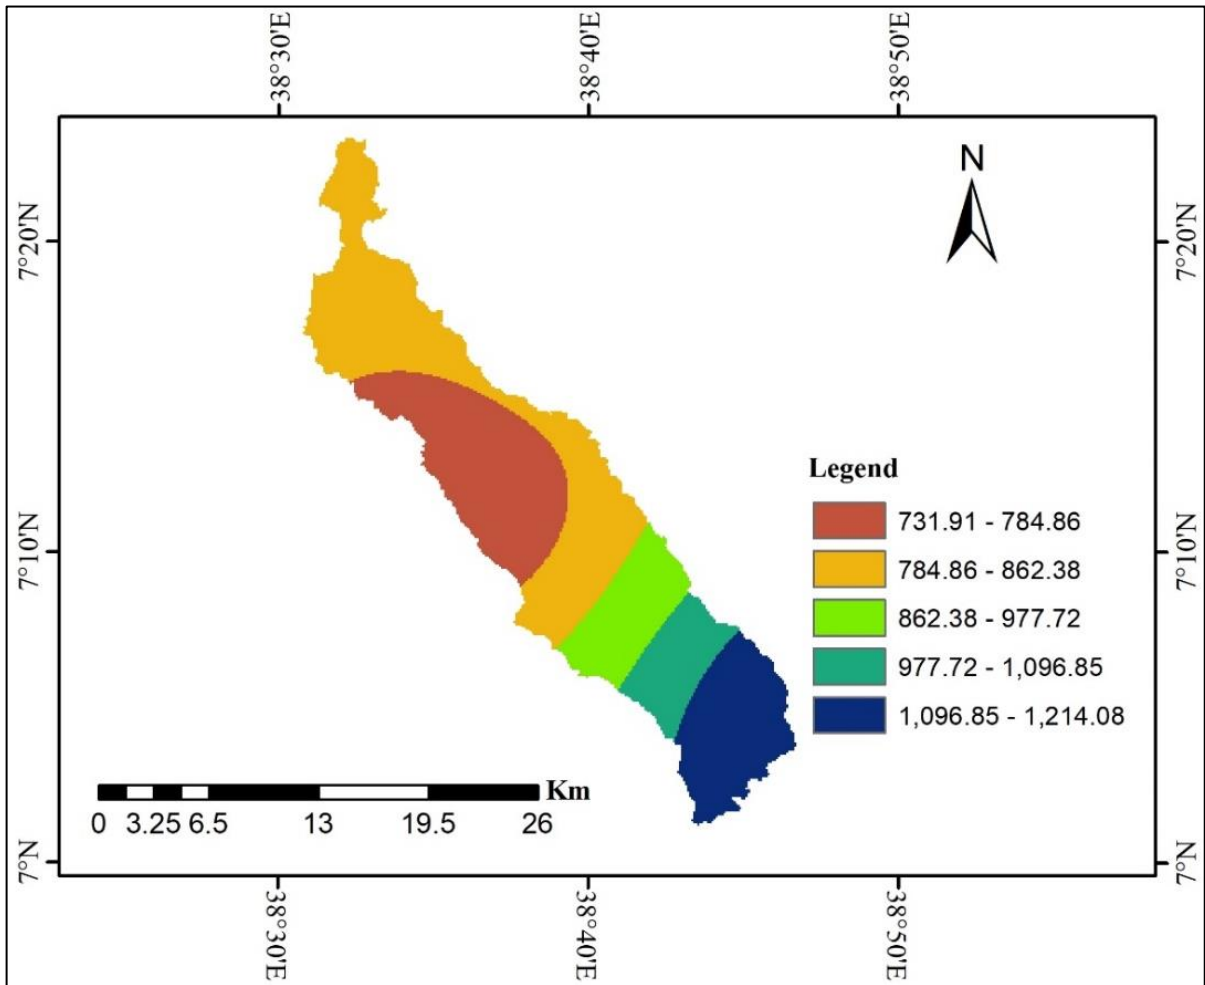 38°30'E
38°40'E
38°50'E
N
7°20'N
7°20'N
Legend
731.91 - 784.86
7°10'N
784.86 - 862.38
7°10'N
862.38 - 977.72
977.72 - 1,096.85
1,096.85 - 1,214.08
Km
0 3.25 6.5 13 19.5 26
7°N
7°N
38°30'E
38°40'E
38°50'E